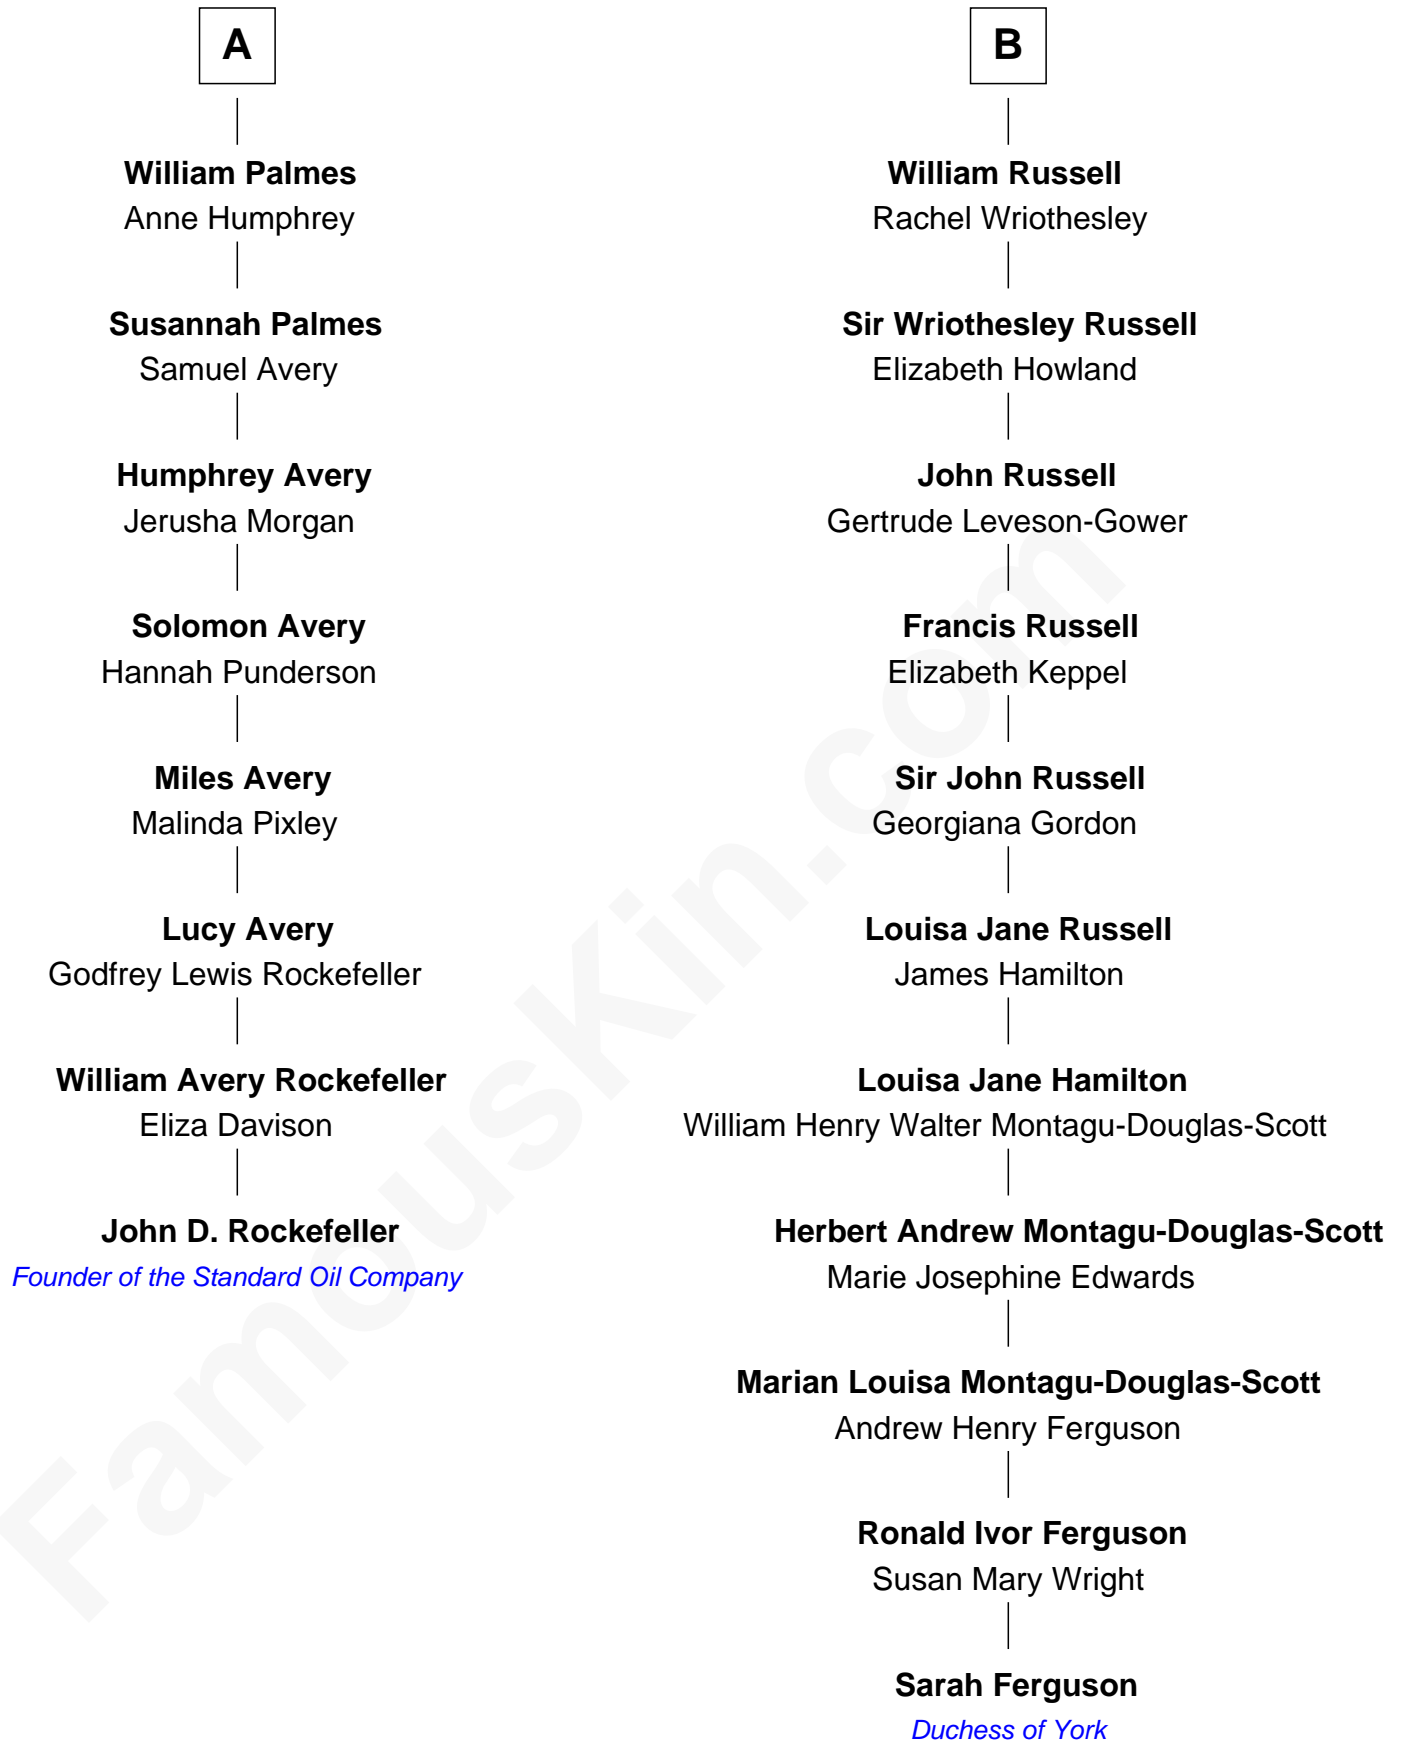 A
William Palmes
Anne Humphrey
Susannah Palmes
Samuel Avery
Humphrey Avery
Jerusha Morgan
Solomon Avery
Hannah Punderson
Miles Avery
Malinda Pixley
Lucy Avery
Godfrey Lewis Rockefeller
William Avery Rockefeller
Eliza Davison
John D. Rockefeller
Founder of the Standard Oil Company
B
William Russell
Rachel Wriothesley
Sir Wriothesley Russell
Elizabeth Howland
John Russell
Gertrude Leveson-Gower
Francis Russell
Elizabeth Keppel
Sir John Russell
Georgiana Gordon
Louisa Jane Russell
James Hamilton
Louisa Jane Hamilton
William Henry Walter Montagu-Douglas-Scott
Herbert Andrew Montagu-Douglas-Scott
Marie Josephine Edwards
Marian Louisa Montagu-Douglas-Scott
Andrew Henry Ferguson
Ronald Ivor Ferguson
Susan Mary Wright
Sarah Ferguson
Duchess of York
FamousKin.com